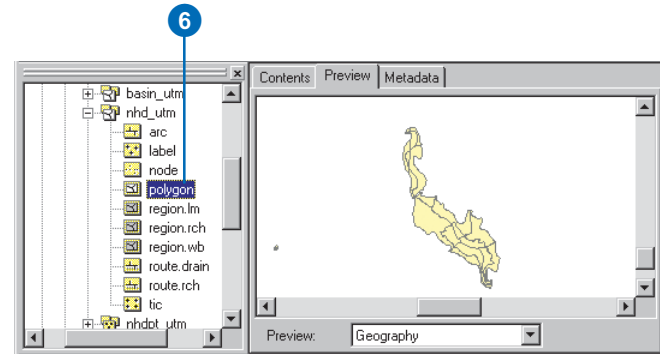 6
Contents Preview Metadata
basin_utm
nhd_utm
arc
label
node
polygon
region.lm
region.rch
region.wb
route.drain
route.rch
tic
nhdpt_utm
Preview: Geography